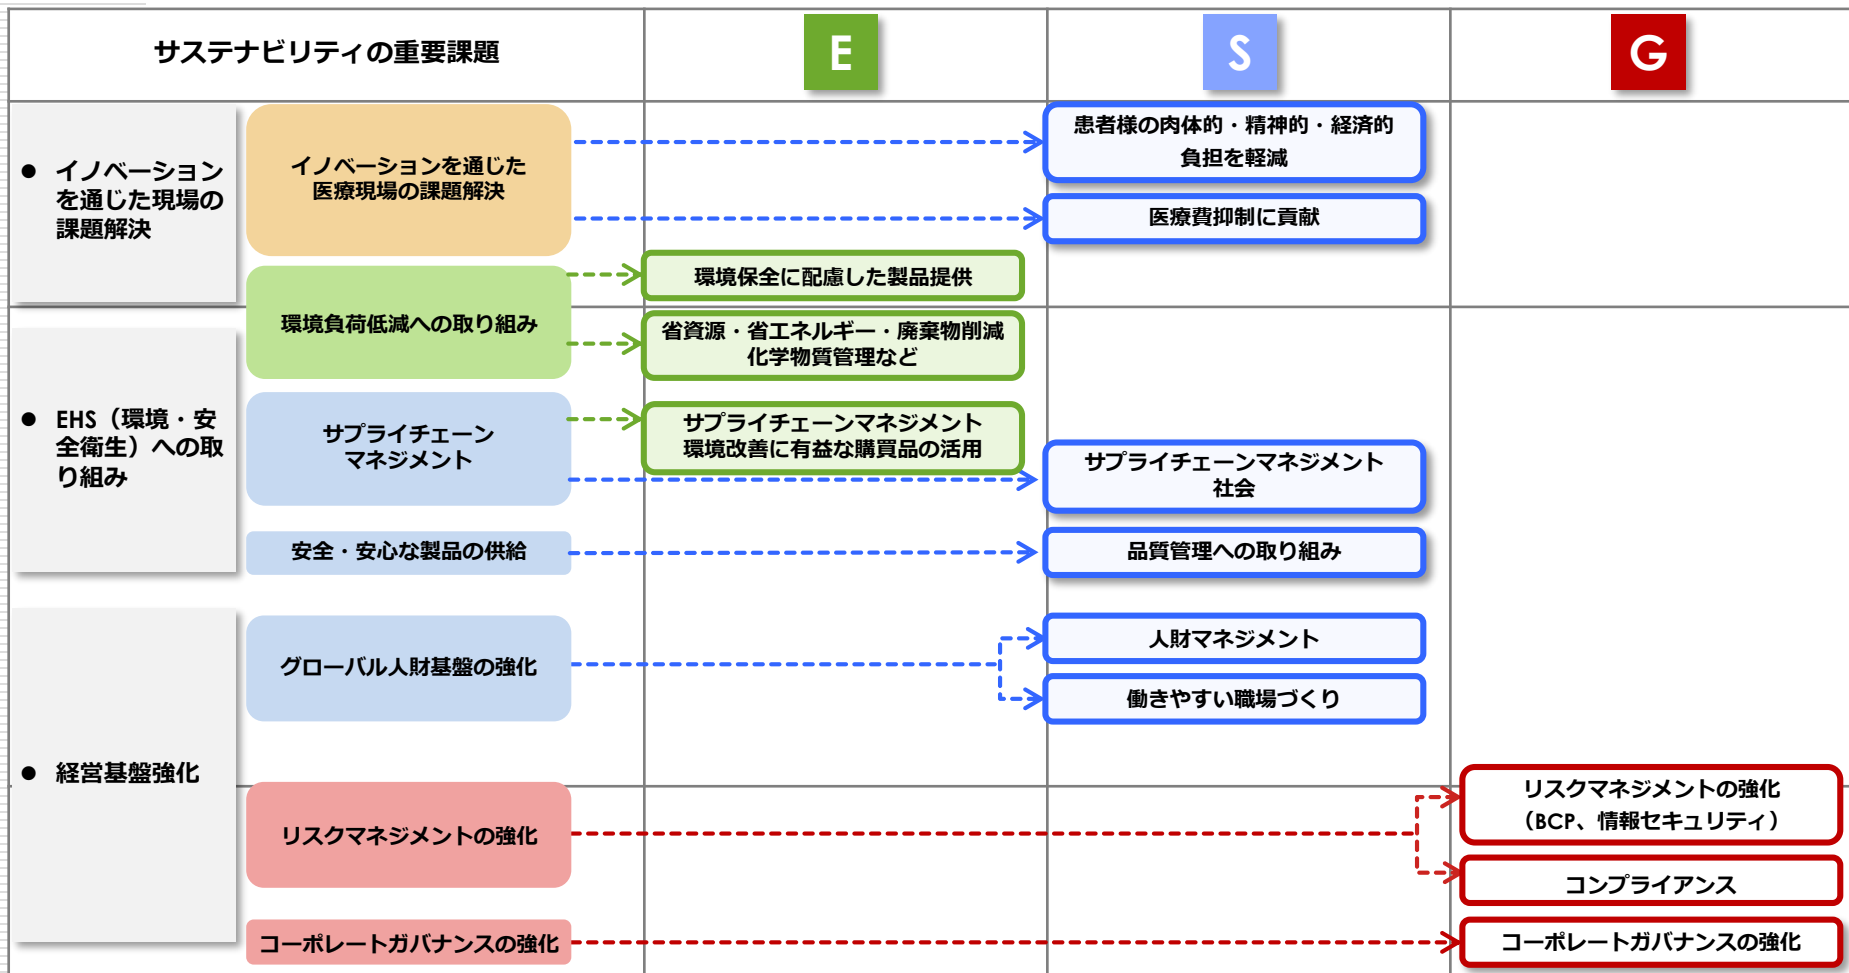 サステナビリティの重要課題
E
S
G
● イノベーション
を通じた現場の
課題解決
イノベーションを通じた
医療現場の課題解決
患者様の肉体的・精神的・経済的
負担を軽減
医療費抑制に貢献
環境負荷低減への取り組み
環境保全に配慮した製品提供
省資源・省エネルギー・廃棄物削減
化学物質管理など
● EHS（環境・安
全衛生）への取
り組み
サプライチェーン
マネジメント
サプライチェーンマネジメント
環境改善に有益な購買品の活用
サプライチェーンマネジメント
社会
安全・安心な製品の供給
品質管理への取り組み
● 経営基盤強化
グローバル人財基盤の強化
人財マネジメント
働きやすい職場づくり
リスクマネジメントの強化
リスクマネジメントの強化
（BCP、情報セキュリティ）
コンプライアンス
コーポレートガバナンスの強化
コーポレートガバナンスの強化